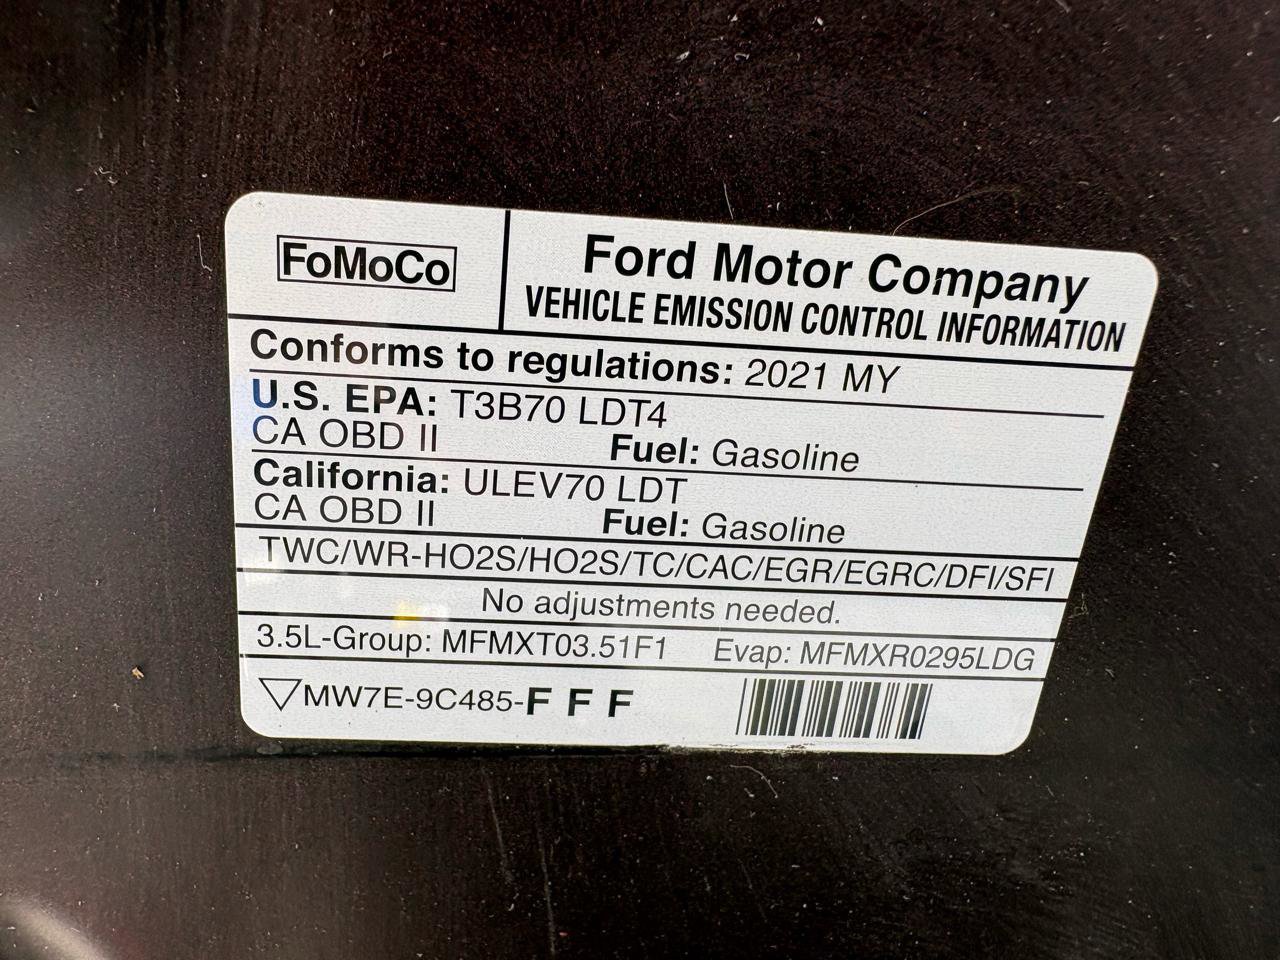 FoMoCo
Ford Motor Company
VEHICLE EMISSION CONTROL INFORMATION
Conforms to regulations: 2021 MY
U.S. EPA: T3B70 LDT4
CA OBD II Fuel: Gasoline
California: ULEV70 LDT
CA OBD II Fuel: Gasoline
TWC/WR-HO2S/HO2S/TC/CAC/EGR/EGRC/DFI/SFI
No adjustments needed.
3.5L-Group: MFMXT03.51F1 Evap: MFMXR0295LDG
MW7E-9C485-F F F